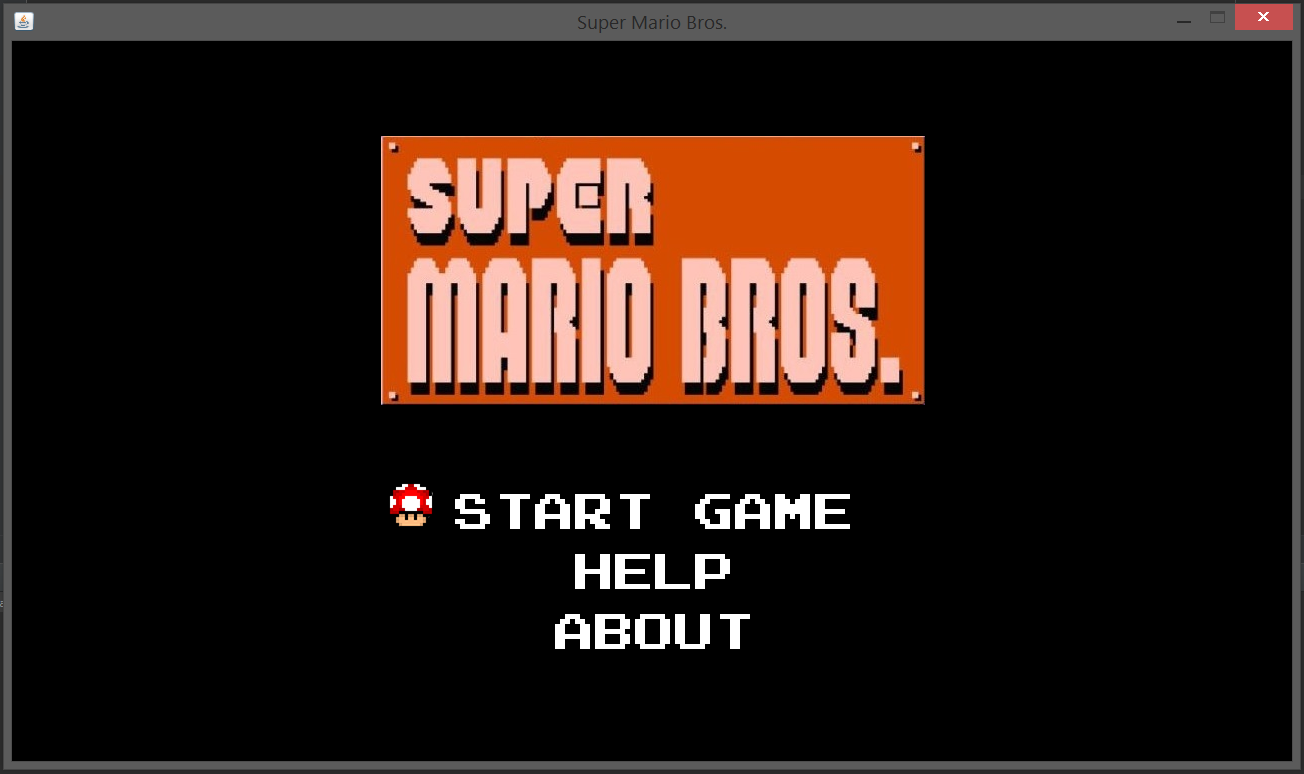 Super Mario Bros.
SUPER
MARIO BROS.
START GAME
HELP
ABOUT